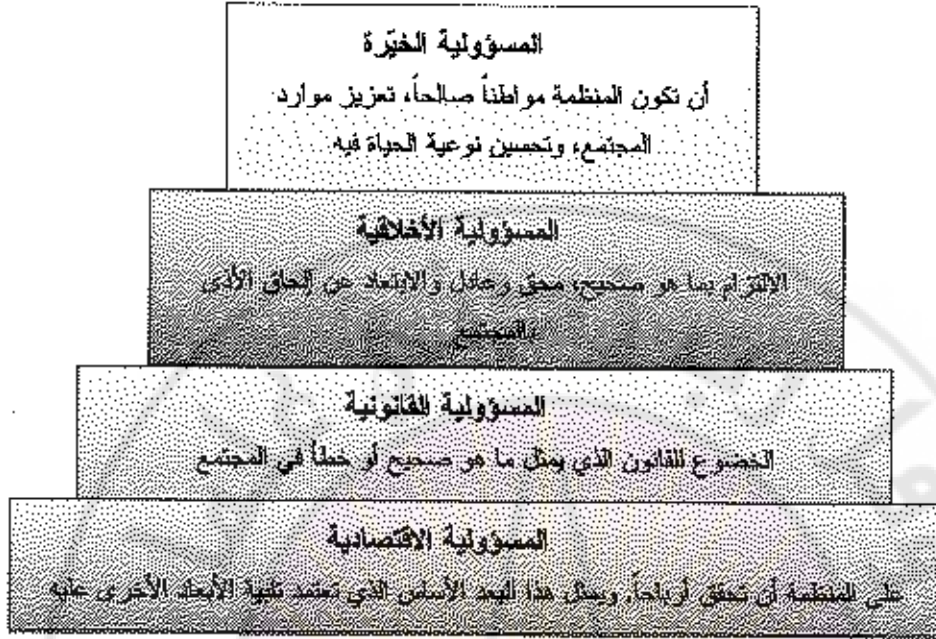 المسؤولية الخيّرة
أن تكون المنظمة مواطناً صالحاً، تعزيز موارد
المجتمع، وتحسين نوعية الحياة فيه
المسؤولية الأخلاقية
الالتزام بما هو صحيح، محق وعادل والابتعاد عن إلحاق الأذى
بالمجتمع
المسؤولية القانونية
الخضوع للقانون الذي يمثل ما هو صحيح أو خطأ في المجتمع
المسؤولية الاقتصادية
على المنظمة أن تحقق أرباحاً. ويمثل هذا البعد الأساس الذي تعتمد تلبية الأبعاد الأخرى عليه